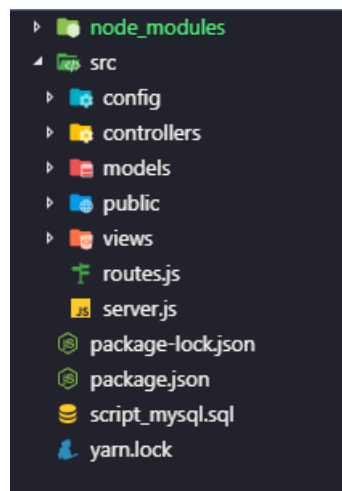 node_modules
src
config
controllers
models
public
views
routes.js
JS server.js
package-lock.json
package.json
script_mysql.sql
yarn.lock